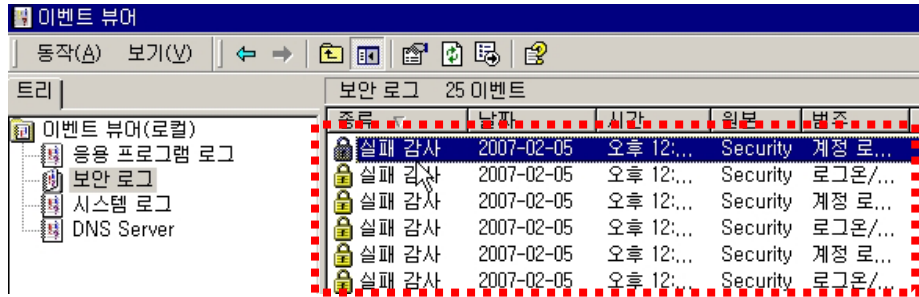 이벤트 뷰어
동작(A) 보기(V)
트리
보안 로그 25 이벤트
이벤트 뷰어(로컬)
응용 프로그램 로그
보안 로그
시스템 로그
DNS Server
종류 날짜 시간 원본 범주
실패 감사 2007-02-05 오후 12:... Security 계정 로...
실패 감사 2007-02-05 오후 12:... Security 로그온/...
실패 감사 2007-02-05 오후 12:... Security 계정 로...
실패 감사 2007-02-05 오후 12:... Security 로그온/...
실패 감사 2007-02-05 오후 12:... Security 계정 로...
실패 감사 2007-02-05 오후 12:... Security 로그온/...